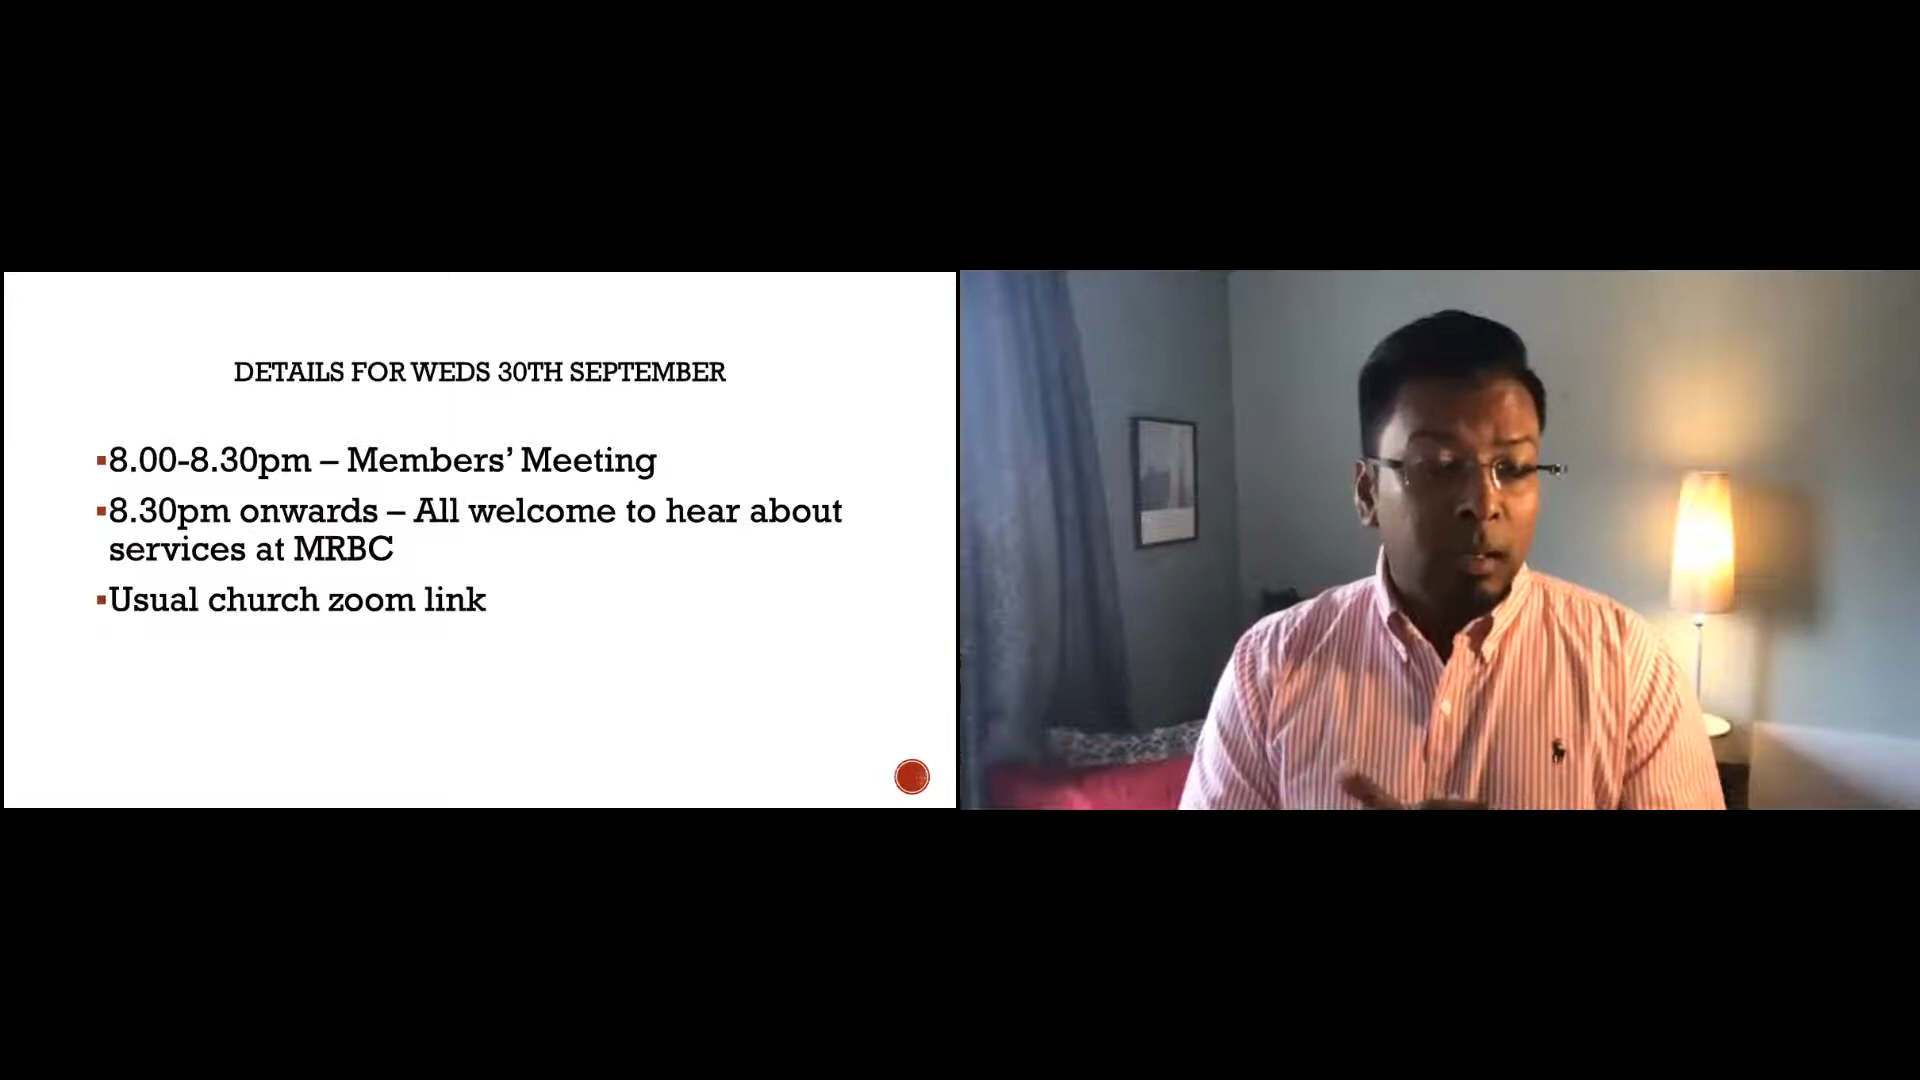 DETAILS FOR WEDS 30TH SEPTEMBER
▪8.00-8.30pm – Members’ Meeting
▪8.30pm onwards – All welcome to hear about
services at MRBC
▪Usual church zoom link